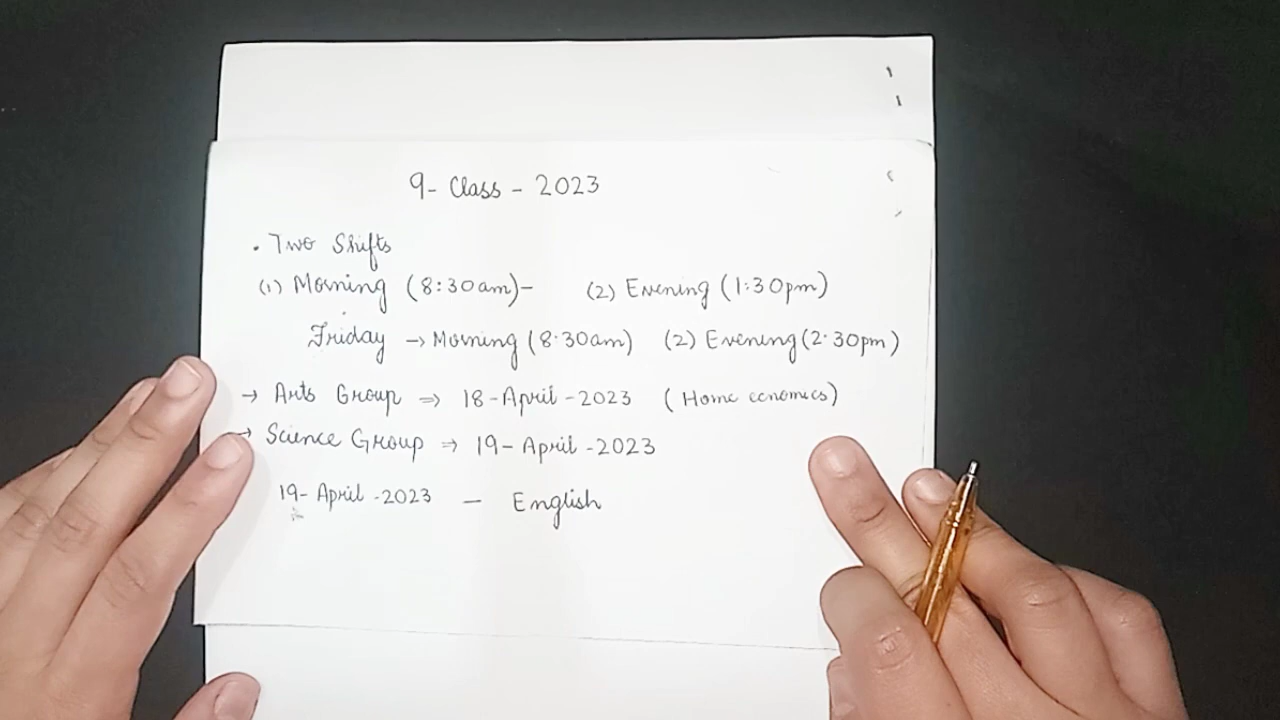 9- Class - 2023
. Two Shifts
(1) Morning (8:30am)- (2) Evening (1:30pm)
Friday → Morning (8.30am) (2) Evening (2.30pm)
→ Arts Group ⇒ 18-April-2023 (Home economics)
→ Science Group ⇒ 19-April-2023
19-April-2023 - English